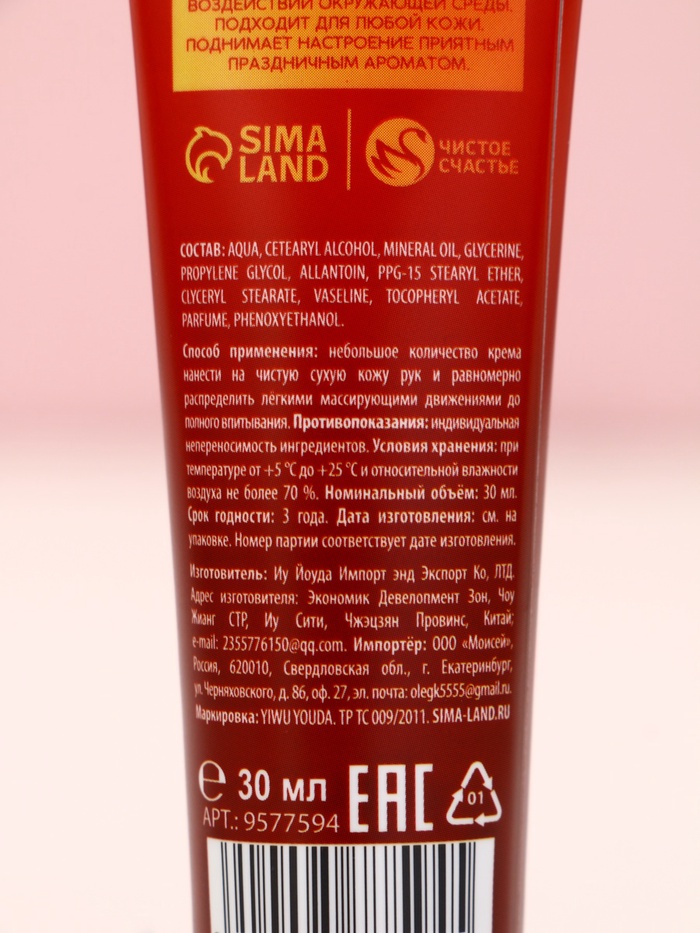 ВОЗДЕЙСТВИЙ ОКРУЖАЮЩЕЙ СРЕДЫ.
ПОДХОДИТ ДЛЯ ЛЮБОЙ КОЖИ.
ПОДНИМАЕТ НАСТРОЕНИЕ ПРИЯТНЫМ
ПРАЗДНИЧНЫМ АРОМАТОМ.
SIMA
LAND
ЧИСТОЕ
СЧАСТЬЕ
СОСТАВ: AQUA, CETEARYL ALCOHOL, MINERAL OIL, GLYCERINE,
PROPYLENE GLYCOL, ALLANTOIN, PPG-15 STEARYL ETHER,
GLYCERYL STEARATE, VASELINE, TOCOPHERYL ACETATE,
PARFUME, PHENOXYETHANOL.
Способ применения: небольшое количество крема
нанести на чистую сухую кожу рук и равномерно
распределить лёгкими массирующими движениями до
полного впитывания. Противопоказания: индивидуальная
непереносимость ингредиентов. Условия хранения: при
температуре от +5 °С до +25 °С и относительной влажности
воздуха не более 70 %. Номинальный объём: 30 мл.
Срок годности: 3 года. Дата изготовления: см. на
упаковке. Номер партии соответствует дате изготовления.
Изготовитель: Иу Йоуда Импорт энд Экспорт Ко, ЛТД.
Адрес изготовителя: Экономик Девелопмент Зон, Чоу
Жианг СТР, Иу Сити, Чжэцзян Провинс, Китай;
e-mail: 2355776150@qq.com. Импортёр: ООО «Моисей»,
Россия, 620010, Свердловская обл., г. Екатеринбург,
ул. Черняховского, д. 86, оф. 27, эл. почта: olegk5555@gmail.ru.
Маркировка: YIWU YOUDA. ТР ТС 009/2011. SIMA-LAND.RU
℮ 30 мл
АРТ.: 9577594
EAC
01